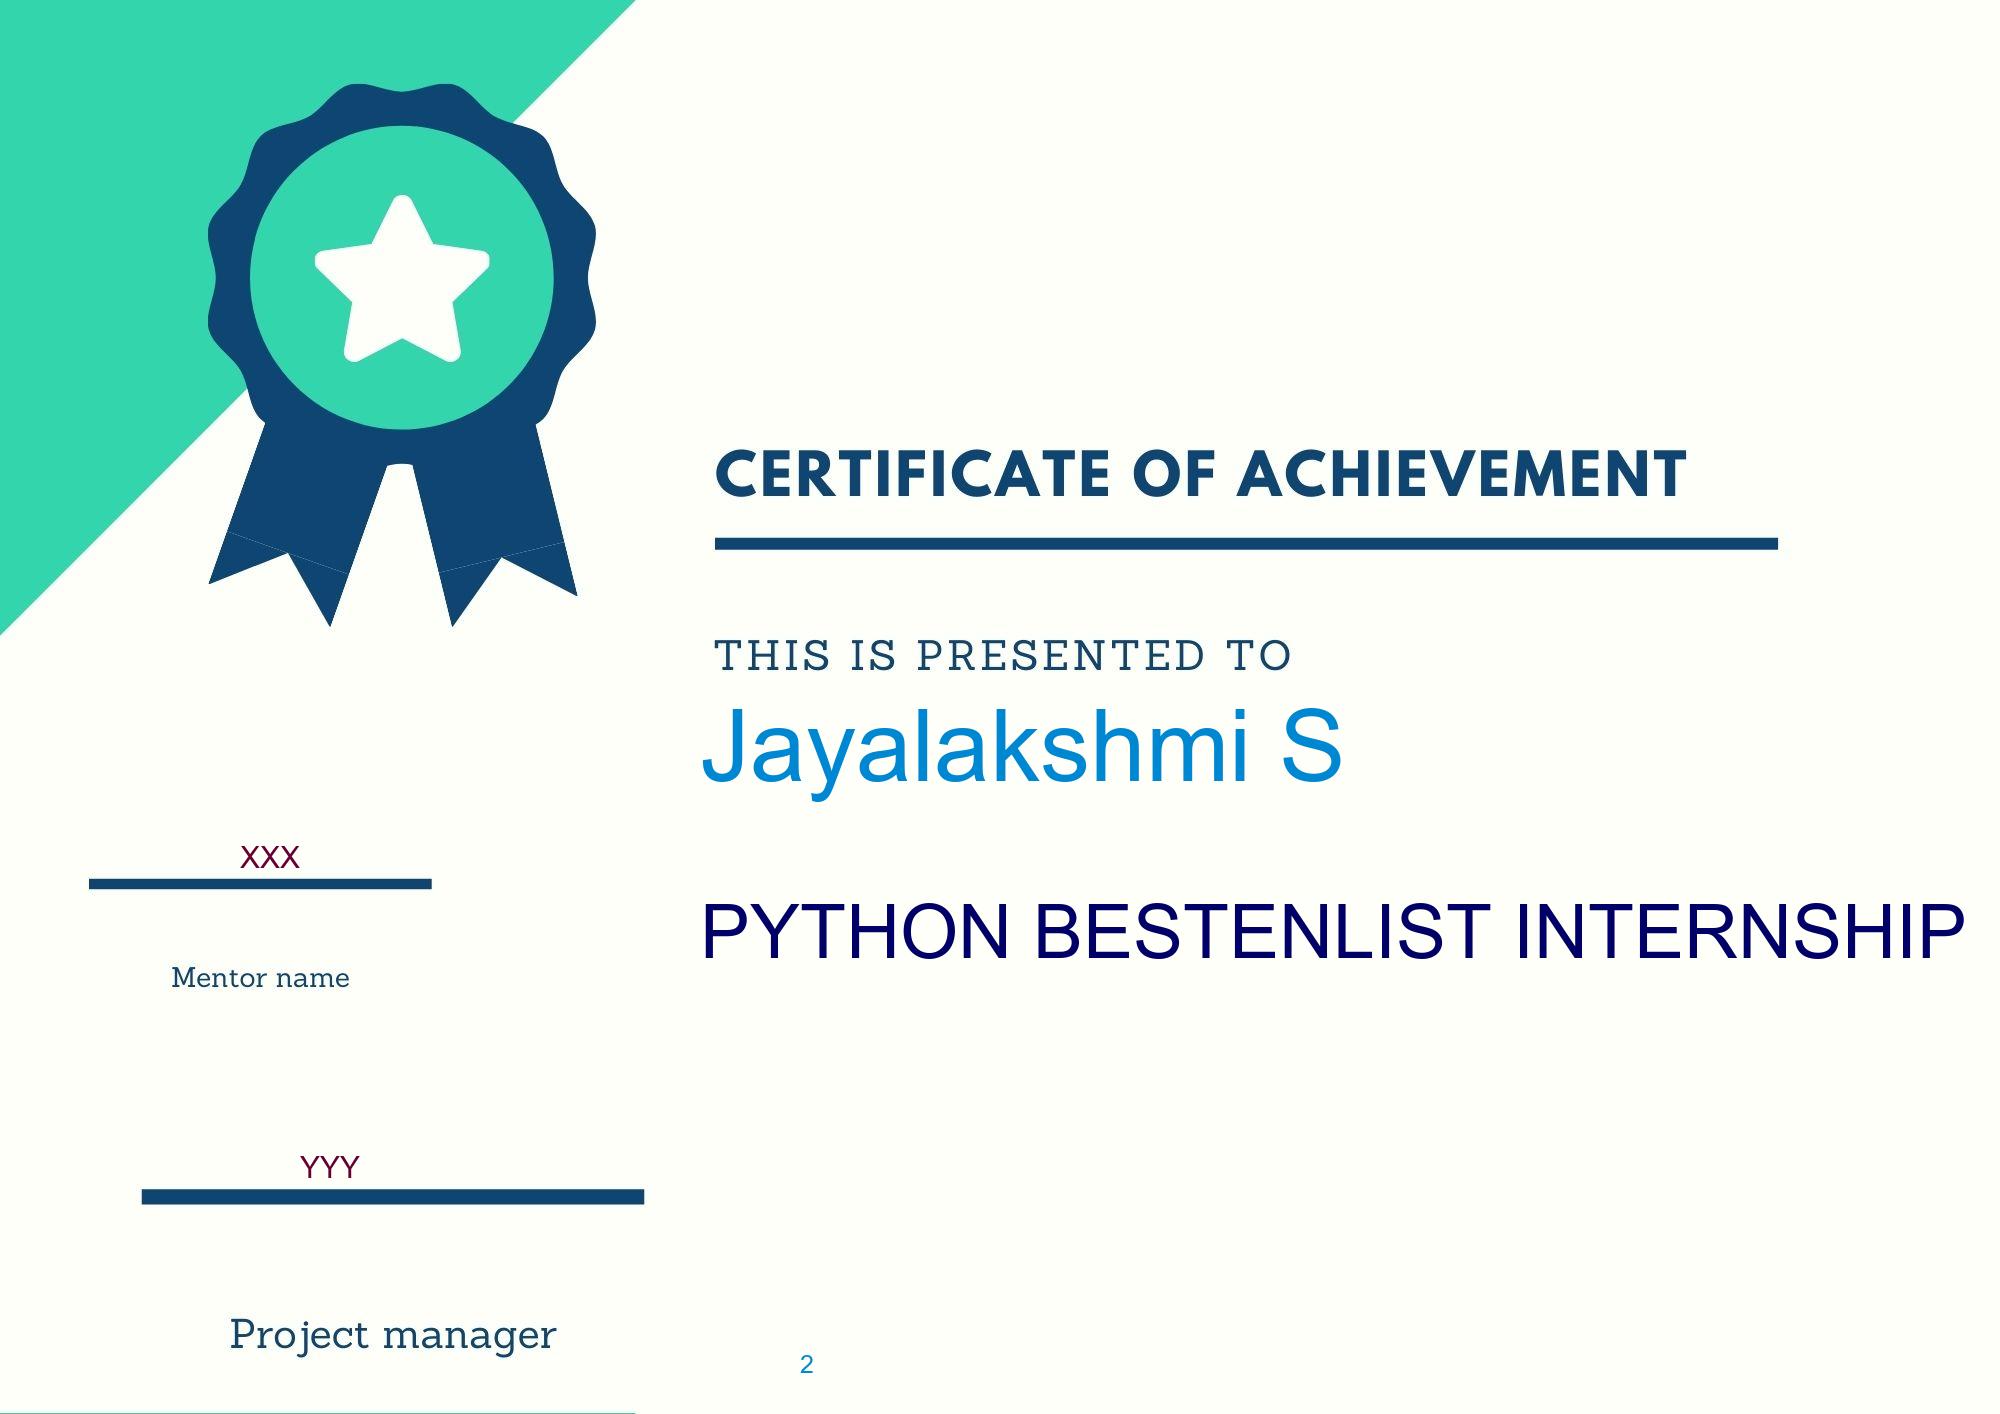 CERTIFICATE OF ACHIEVEMENT
THIS IS PRESENTED TO
Jayalakshmi S
PYTHON BESTENLIST INTERNSHIP
XXX
Mentor name
YYY
Project manager
2